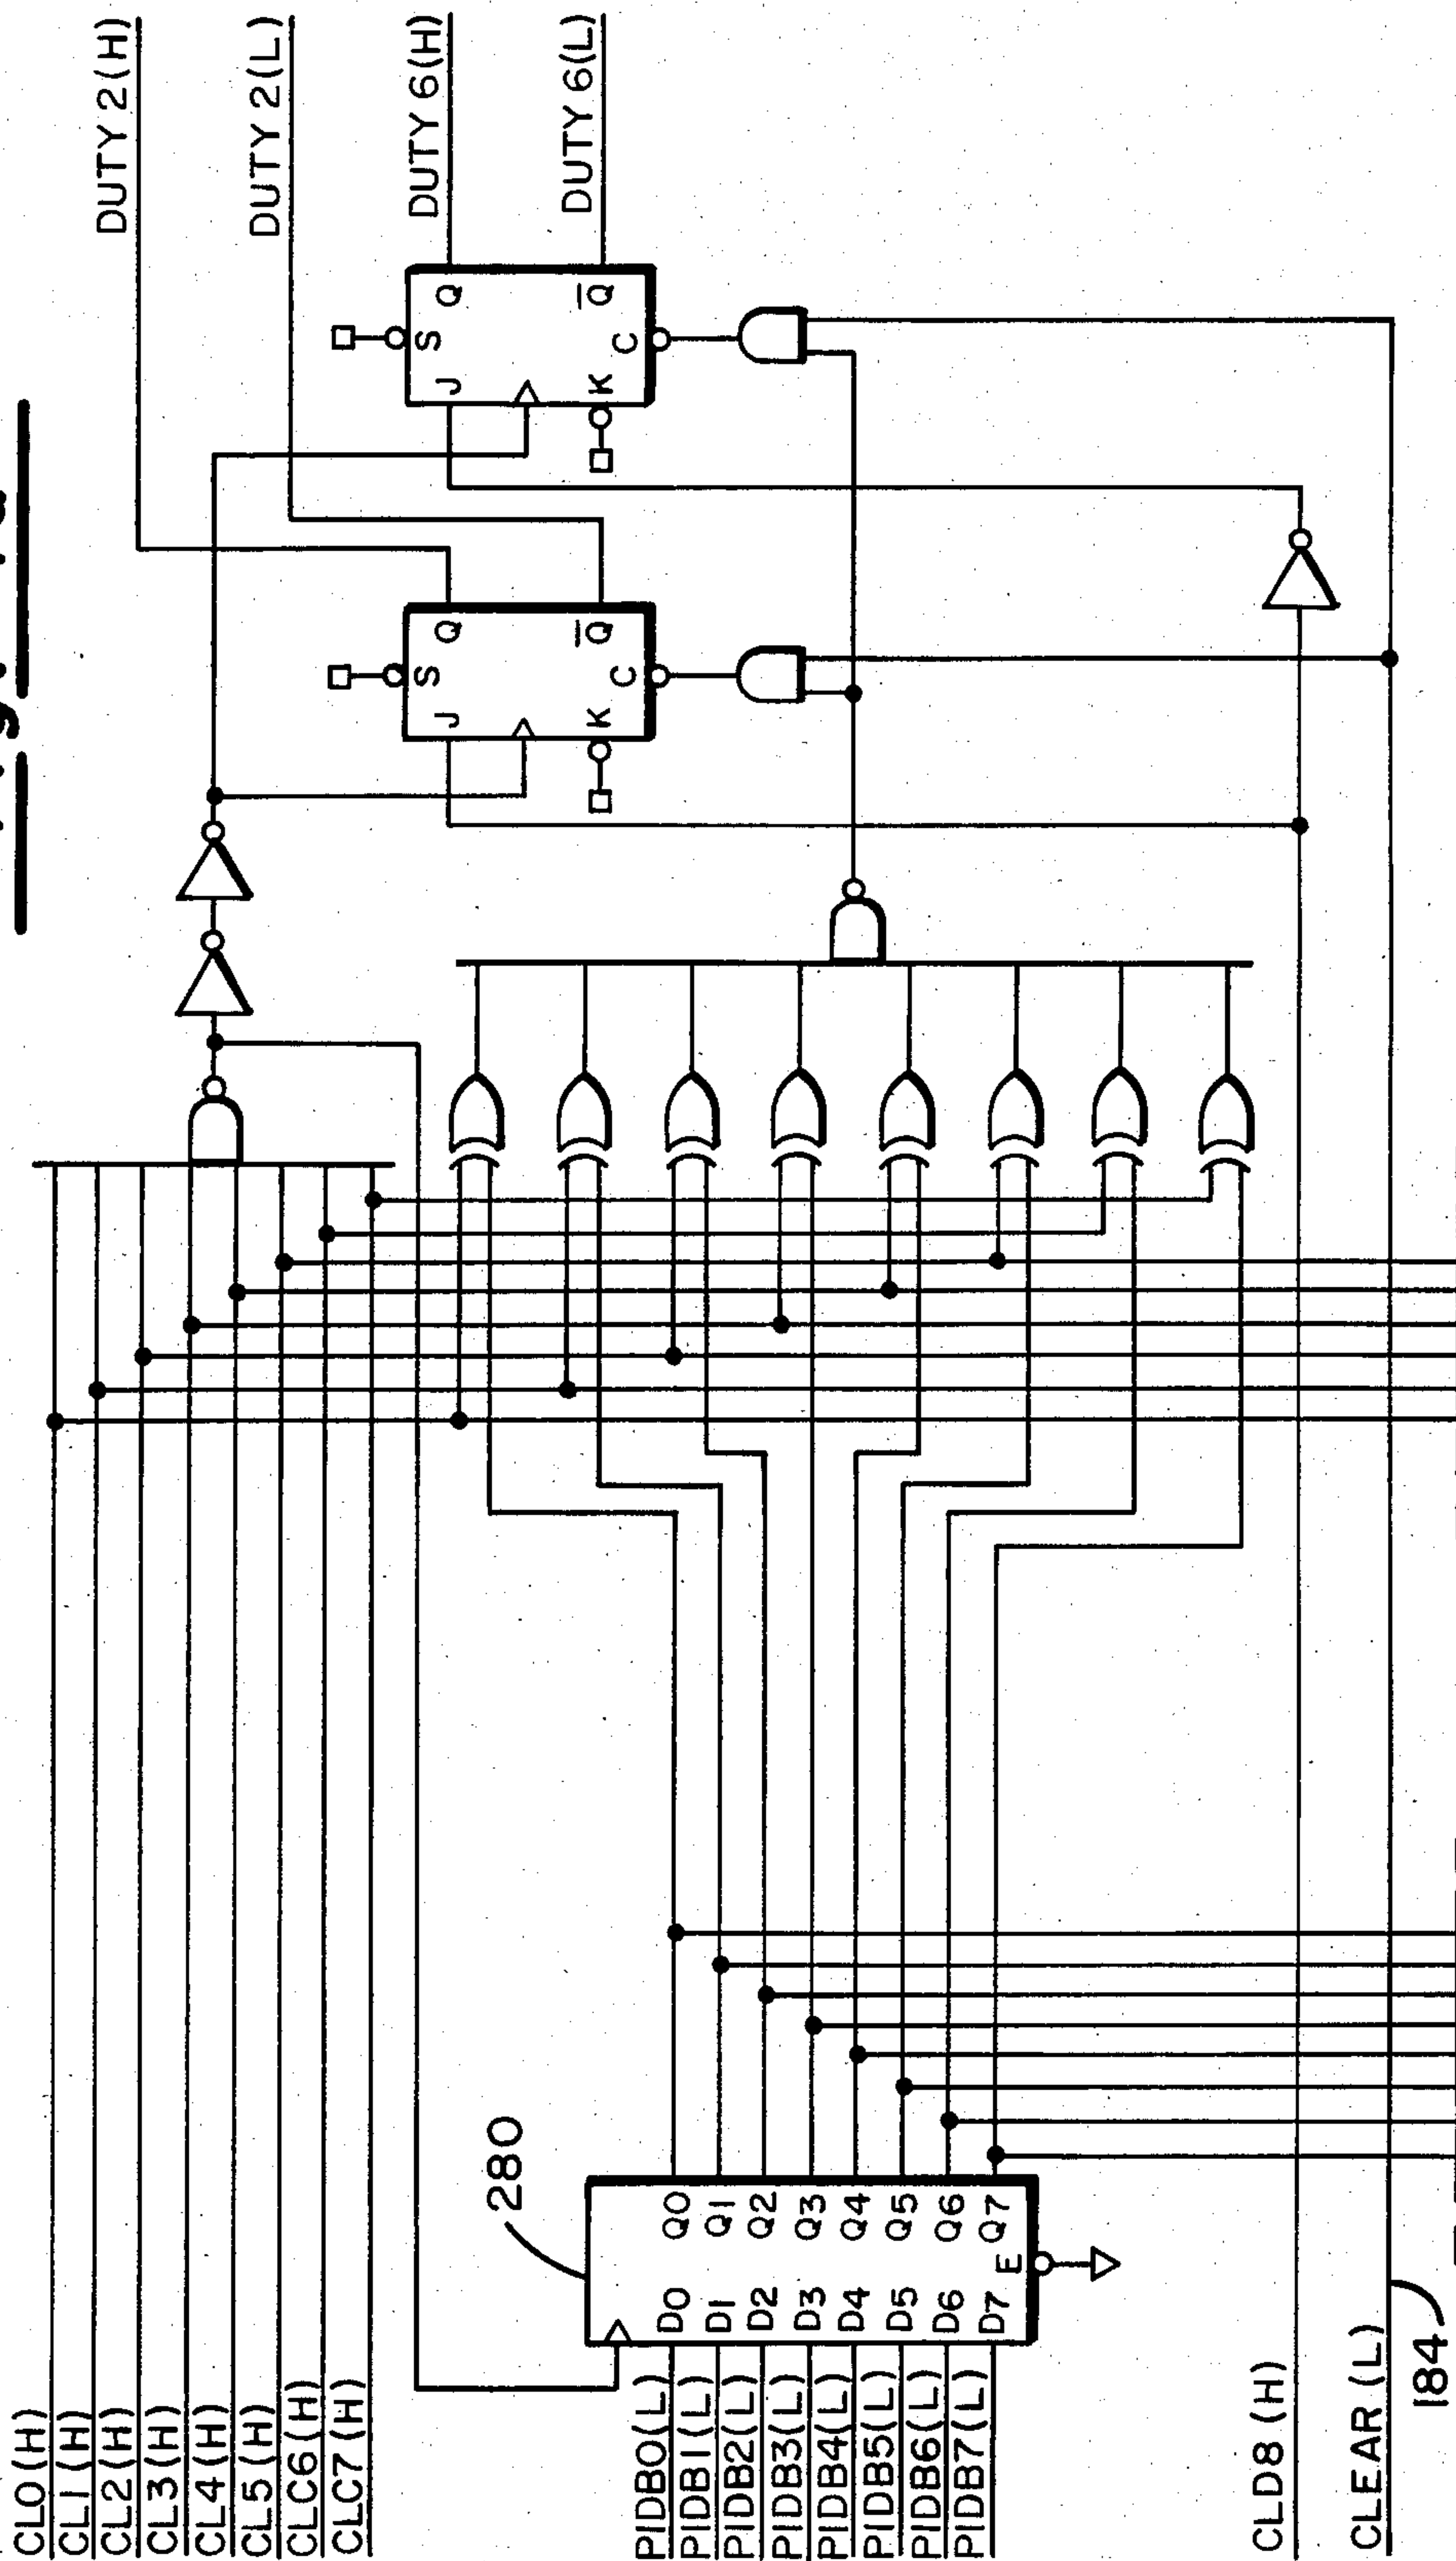 DUTY 2(H)
DUTY 2(L)
DUTY 6(H)
DUTY 6(L)
S
J
Q
K
C
Q̅
S
J
Q
K
C
Q̅
CL0(H)
CL1(H)
CL2(H)
CL3(H)
CL4(H)
CL5(H)
CLC6(H)
CLC7(H)
280
PIDB0(L)
PIDB1(L)
PIDB2(L)
PIDB3(L)
PIDB4(L)
PIDB5(L)
PIDB6(L)
PIDB7(L)
D0 Q0
D1 Q1
D2 Q2
D3 Q3
D4 Q4
D5 Q5
D6 Q6
D7 Q7
E
CLD8 (H)
CLEAR (L)
184